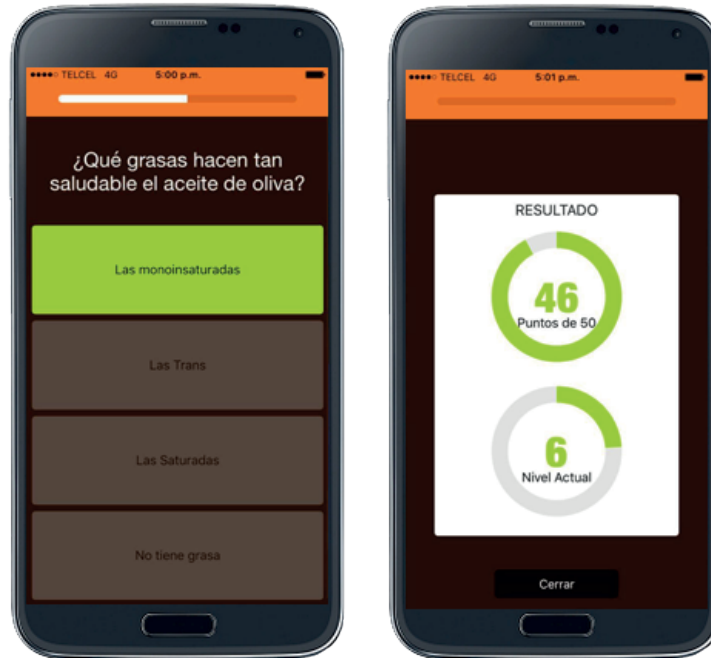 TELCEL 4G 5:00 p.m.
¿Qué grasas hacen tan
saludable el aceite de oliva?
Las monoinsaturadas
Las Trans
Las Saturadas
No tiene grasa
TELCEL 4G 5:01 p.m.
RESULTADO
46
Puntos de 50
6
Nivel Actual
Cerrar